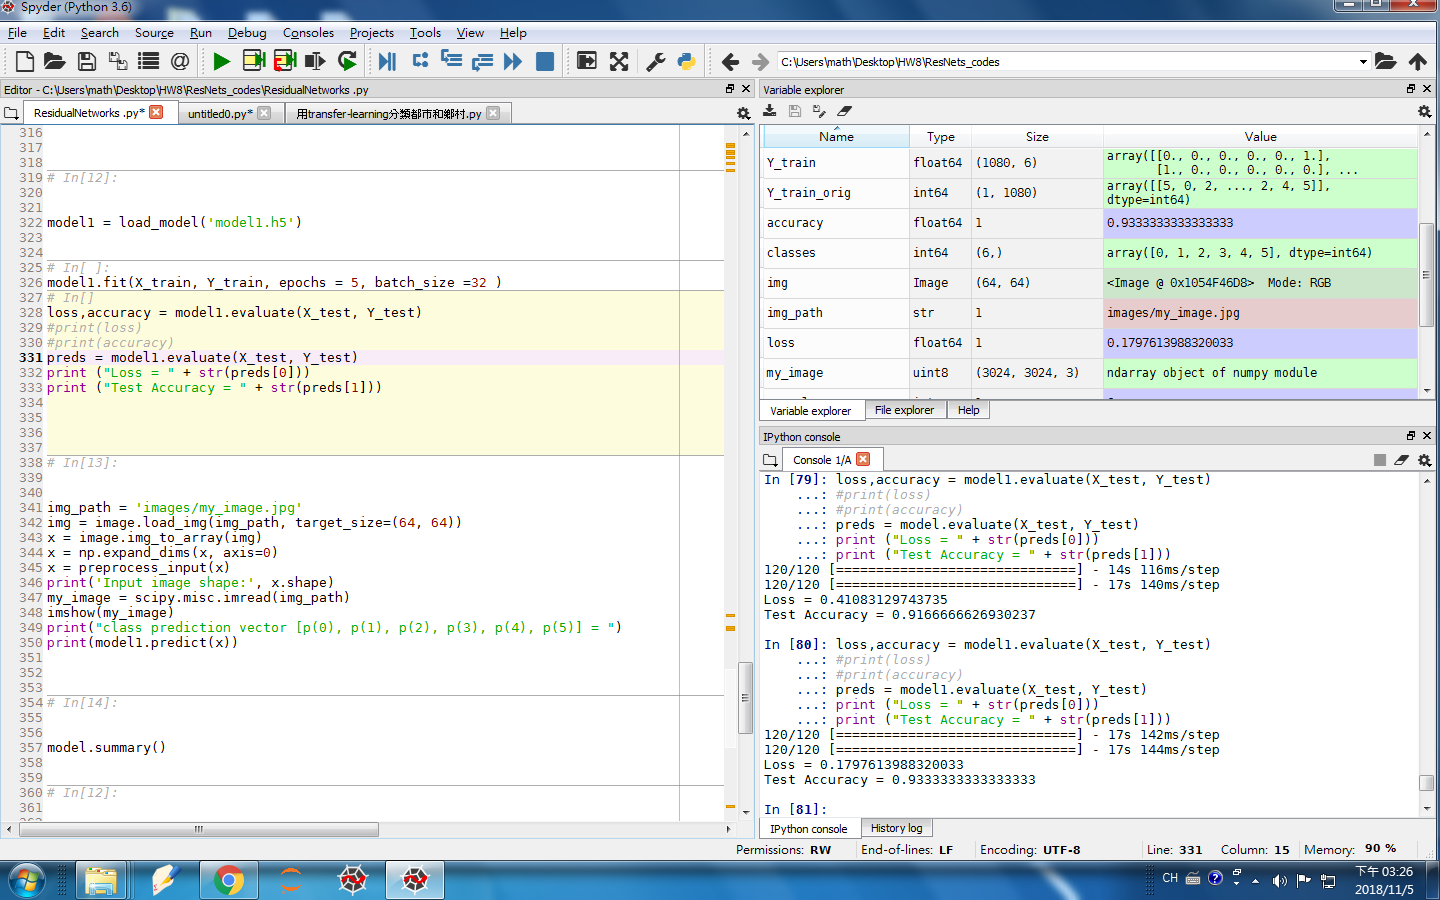 Spyder (Python 3.6)
File Edit Search Source Run Debug Consoles Projects Tools View Help
C:\Users\math\Desktop\HW8\ResNets_codes
Editor - C:\Users\math\Desktop\HW8\ResNets_codes\ResidualNetworks .py
ResidualNetworks .py* untitled0.py* 用transfer-learning分類都市和鄉村.py
316
317
318
319 # In[12]:
320
321
322 model1 = load_model('model1.h5')
323
324
325 # In[ ]:
326 model1.fit(X_train, Y_train, epochs = 5, batch_size =32 )
327 # In[]
328 loss,accuracy = model1.evaluate(X_test, Y_test)
329 #print(loss)
330 #print(accuracy)
331 preds = model1.evaluate(X_test, Y_test)
332 print ("Loss = " + str(preds[0]))
333 print ("Test Accuracy = " + str(preds[1]))
334
335
336
337
338 # In[13]:
339
340
341 img_path = 'images/my_image.jpg'
342 img = image.load_img(img_path, target_size=(64, 64))
343 x = image.img_to_array(img)
344 x = np.expand_dims(x, axis=0)
345 x = preprocess_input(x)
346 print('Input image shape:', x.shape)
347 my_image = scipy.misc.imread(img_path)
348 imshow(my_image)
349 print("class prediction vector [p(0), p(1), p(2), p(3), p(4), p(5)] = ")
350 print(model1.predict(x))
351
352
353
354 # In[14]:
355
356
357 model.summary()
358
359
360 # In[12]:
361
Variable explorer
Name Type Size Value
Y_train float64 (1080, 6) array([[0., 0., 0., 0., 0., 1.],
[1., 0., 0., 0., 0., 0.], ...
Y_train_orig int64 (1, 1080) array([[5, 0, 2, ..., 2, 4, 5]],
dtype=int64)
accuracy float64 1 0.9333333333333333
classes int64 (6,) array([0, 1, 2, 3, 4, 5], dtype=int64)
img Image (64, 64) <Image @ 0x1054F46D8> Mode: RGB
img_path str 1 images/my_image.jpg
loss float64 1 0.1797613988320033
my_image uint8 (3024, 3024, 3) ndarray object of numpy module
Variable explorer File explorer Help
IPython console
Console 1/A
In [79]: loss,accuracy = model1.evaluate(X_test, Y_test)
...: #print(loss)
...: #print(accuracy)
...: preds = model.evaluate(X_test, Y_test)
...: print ("Loss = " + str(preds[0]))
...: print ("Test Accuracy = " + str(preds[1]))
120/120 [==============================] - 14s 116ms/step
120/120 [==============================] - 17s 140ms/step
Loss = 0.41083129743735
Test Accuracy = 0.9166666626930237
In [80]: loss,accuracy = model1.evaluate(X_test, Y_test)
...: #print(loss)
...: #print(accuracy)
...: preds = model1.evaluate(X_test, Y_test)
...: print ("Loss = " + str(preds[0]))
...: print ("Test Accuracy = " + str(preds[1]))
120/120 [==============================] - 17s 142ms/step
120/120 [==============================] - 17s 144ms/step
Loss = 0.1797613988320033
Test Accuracy = 0.9333333333333333
In [81]:
IPython console History log
Permissions: RW End-of-lines: LF Encoding: UTF-8 Line: 331 Column: 15 Memory: 90 %
CH 下午 03:26
2018/11/5